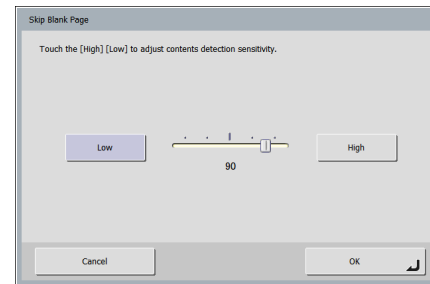 Skip Blank Page
Touch the [High] [Low] to adjust contents detection sensitivity.
Low
High
90
Cancel
OK